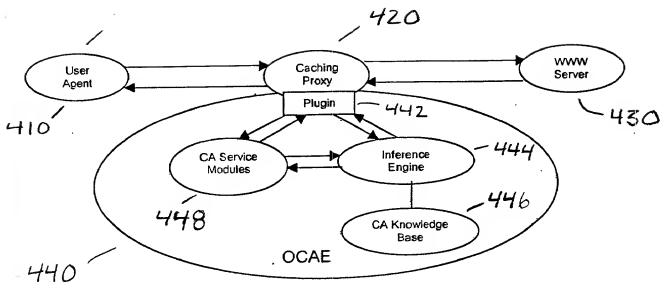 420
User
Agent
Caching
Proxy
WWW
Server
410
Plugin
442
430
CA Service
Modules
Inference
Engine
444
448
446
CA Knowledge
Base
440
OCAE